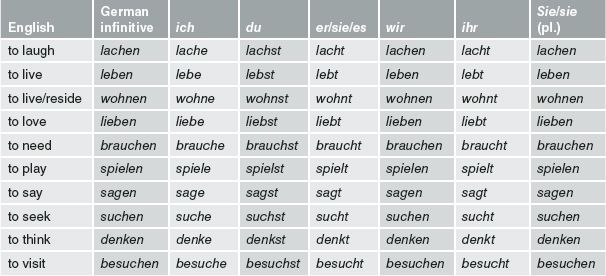 English German infinitive ich du er/sie/es wir ihr Sie/sie (pl.)
to laugh lachen lache lachst lacht lachen lacht lachen
to live leben lebe lebst lebt leben lebt leben
to live/reside wohnen wohne wohnst wohnt wohnen wohnt wohnen
to love lieben liebe liebst liebt lieben liebt lieben
to need brauchen brauche brauchst braucht brauchen braucht brauchen
to play spielen spiele spielst spielt spielen spielt spielen
to say sagen sage sagst sagt sagen sagt sagen
to seek suchen suche suchst sucht suchen sucht suchen
to think denken denke denkst denkt denken denkt denken
to visit besuchen besuche besuchst besucht besuchen besucht besuchen